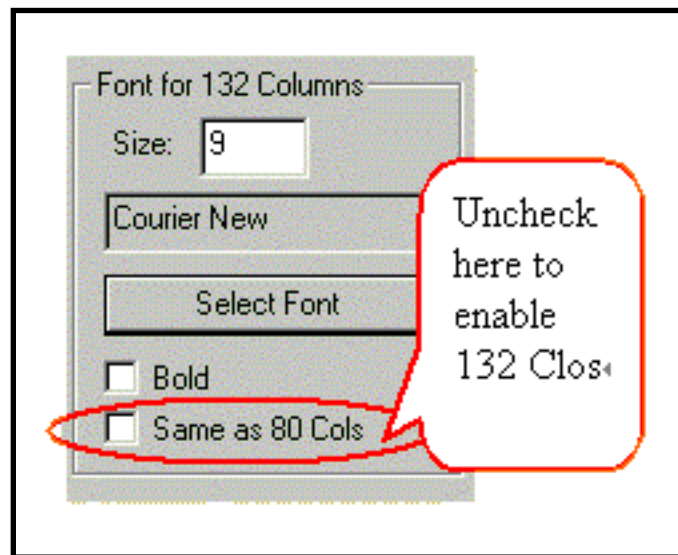 Font for 132 Columns
Size: 9
Courier New
Select Font
Bold
Same as 80 Cols
Uncheck
here to
enable
132 Clos